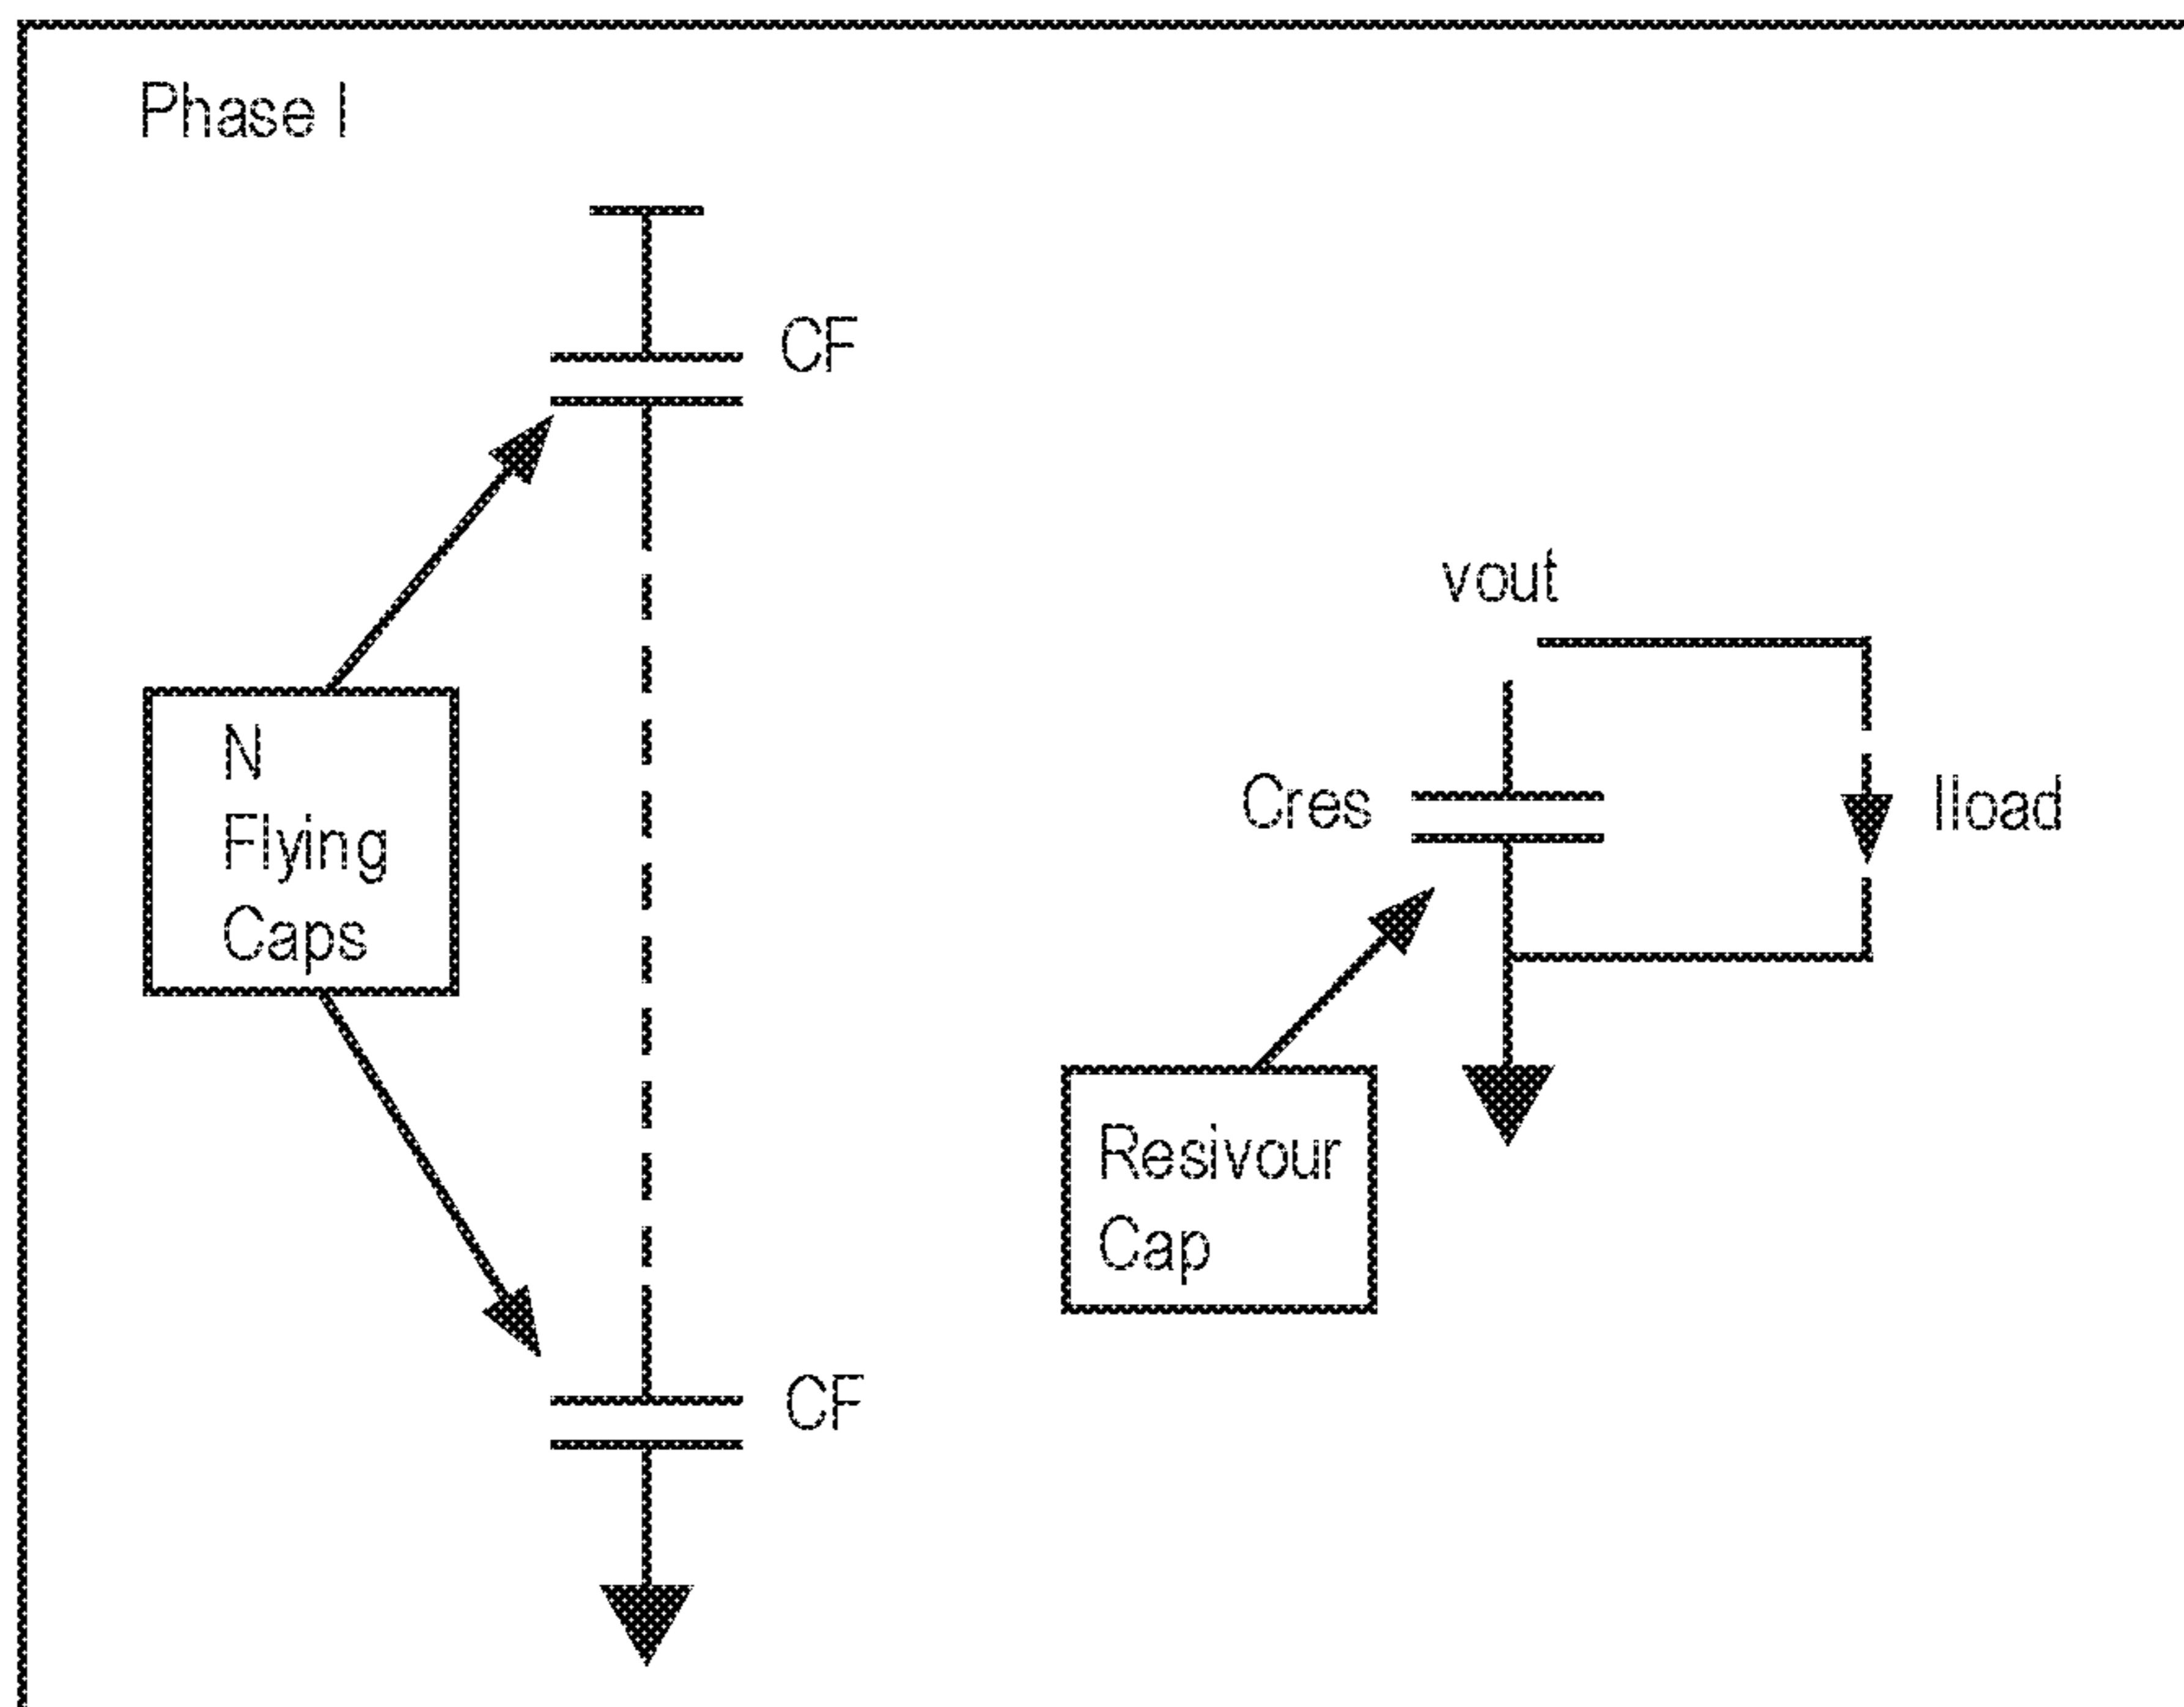 Phase I
CF
N
Flying
Caps
CF
vout
Cres
Iload
Resivour
Cap